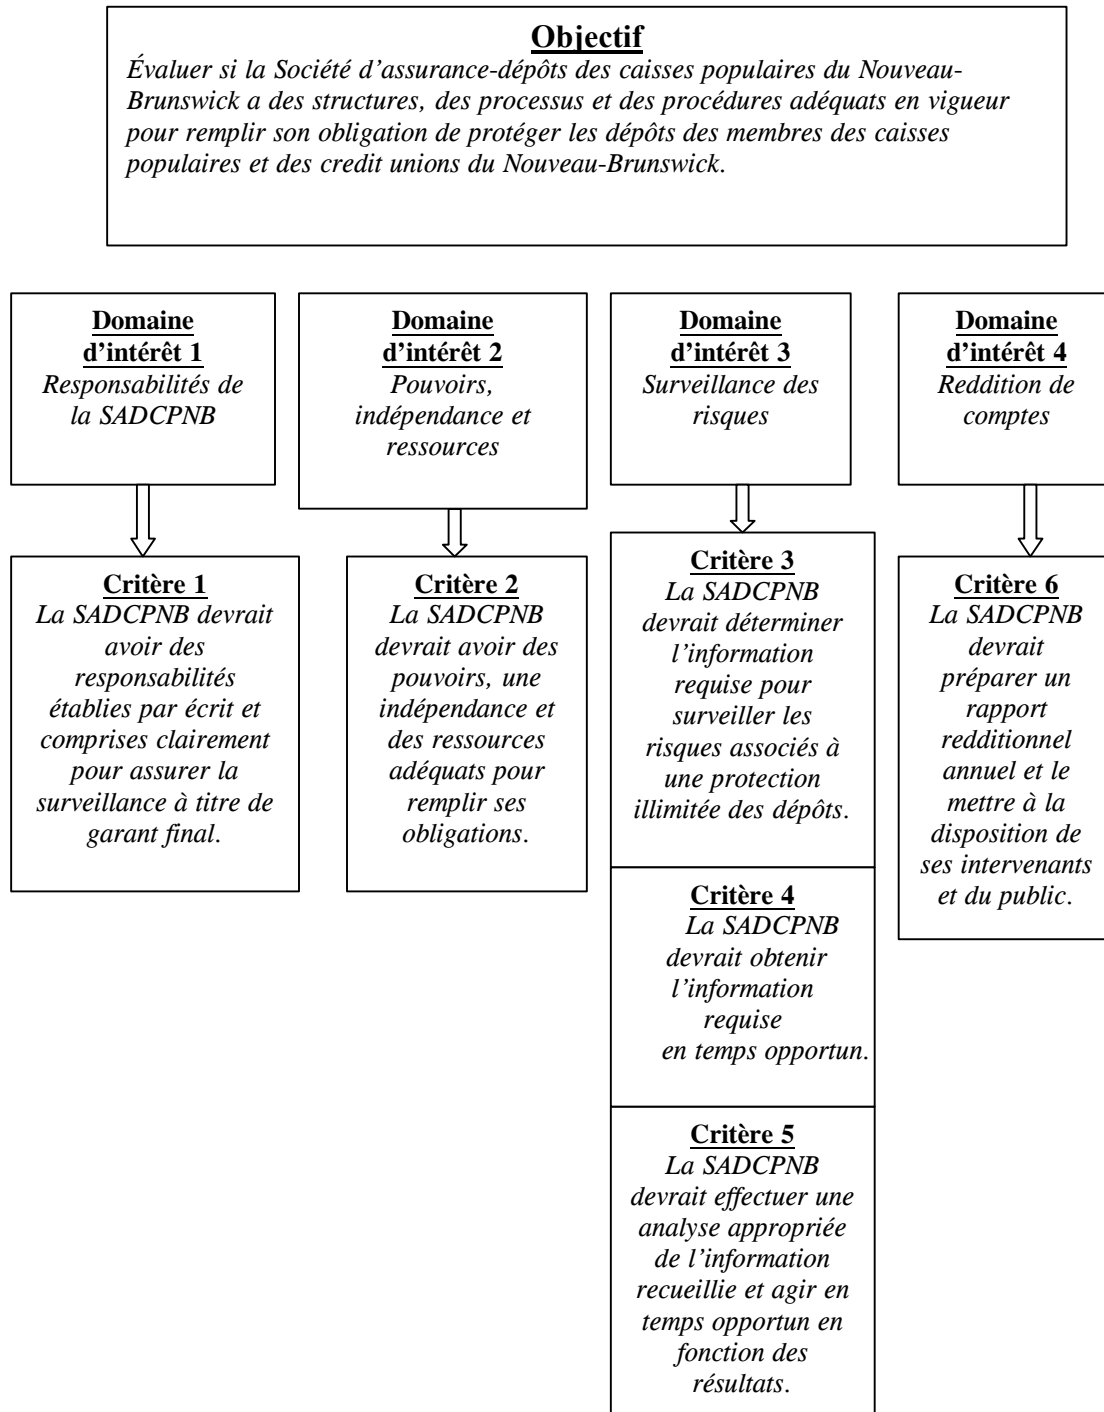 Objectif
Évaluer si la Société d'assurance-dépôts des caisses populaires du Nouveau-
Brunswick a des structures, des processus et des procédures adéquats en vigueur
pour remplir son obligation de protéger les dépôts des membres des caisses
populaires et des credit unions du Nouveau-Brunswick.
Domaine
d'intérêt 1
Responsabilités de
la SADCPNB
Domaine
d'intérêt 2
Pouvoirs,
indépendance et
ressources
Domaine
d'intérêt 3
Surveillance des
risques
Domaine
d'intérêt 4
Reddition de
comptes
Critère 1
La SADCPNB devrait
avoir des
responsabilités
établies par écrit et
comprises clairement
pour assurer la
surveillance à titre de
garant final.
Critère 2
La SADCPNB
devrait avoir des
pouvoirs, une
indépendance et
des ressources
adéquats pour
remplir ses
obligations.
Critère 3
La SADCPNB
devrait déterminer
l'information
requise pour
surveiller les
risques associés à
une protection
illimitée des dépôts.
Critère 4
La SADCPNB
devrait obtenir
l'information
requise
en temps opportun.
Critère 5
La SADCPNB
devrait effectuer une
analyse appropriée
de l'information
recueillie et agir en
temps opportun en
fonction des
résultats.
Critère 6
La SADCPNB
devrait
préparer un
rapport
redditionnel
annuel et le
mettre à la
disposition de
ses intervenants
et du public.